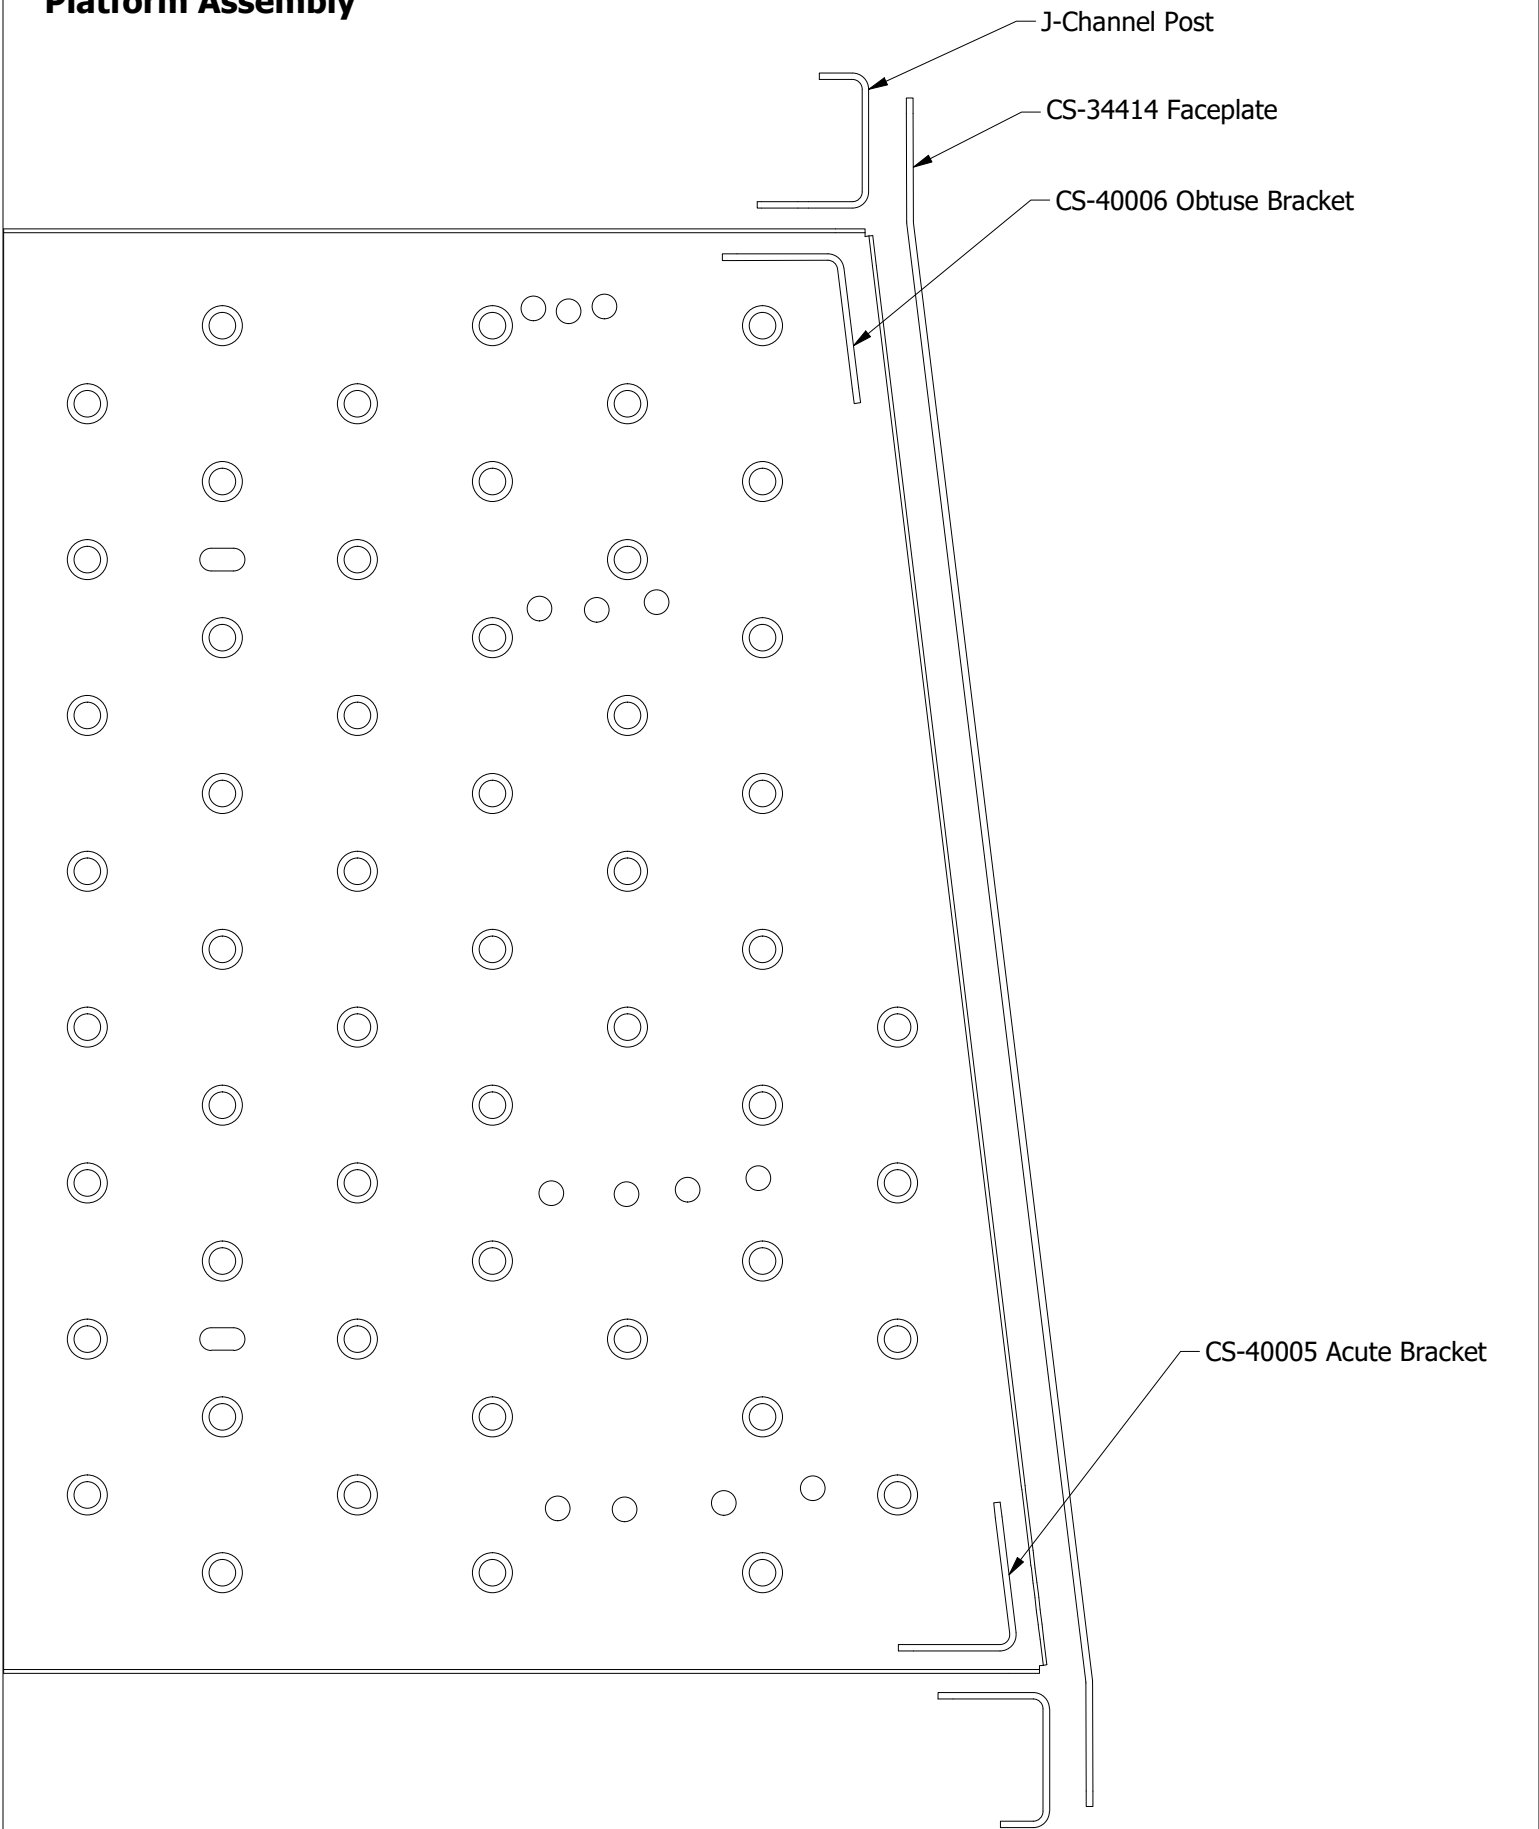 Platform Assembly
J-Channel Post
CS-34414 Faceplate
CS-40006 Obtuse Bracket
CS-40005 Acute Bracket